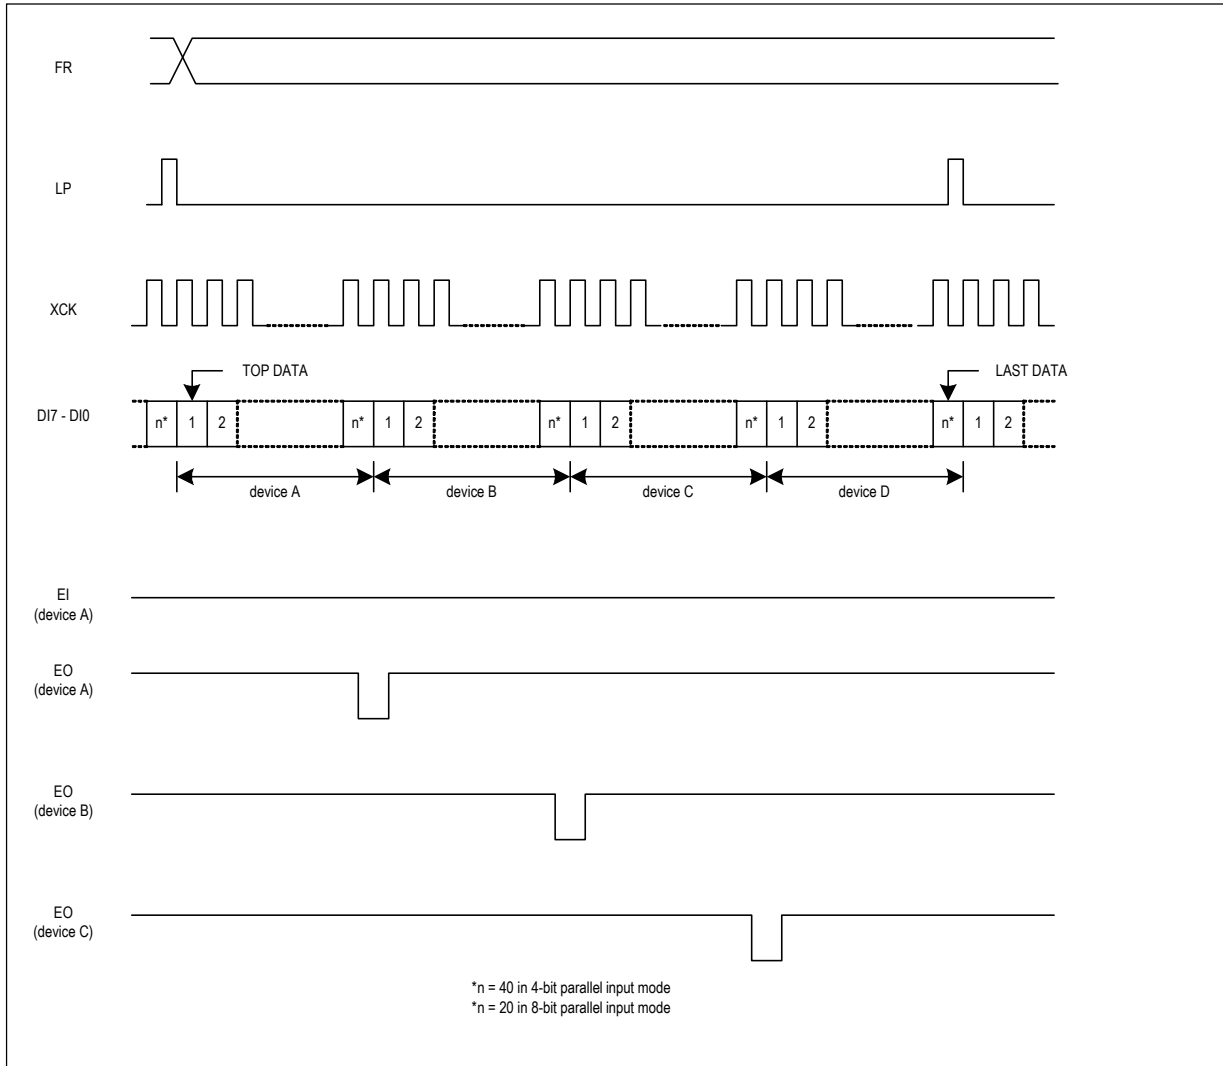 FR
LP
XCK
TOP DATA
LAST DATA
DI7 - DI0
n* 1 2 n* 1 2 n* 1 2 n* 1 2 n* 1 2
device A device B device C device D
EI
(device A)
EO
(device A)
EO
(device B)
EO
(device C)
*n = 40 in 4-bit parallel input mode
*n = 20 in 8-bit parallel input mode